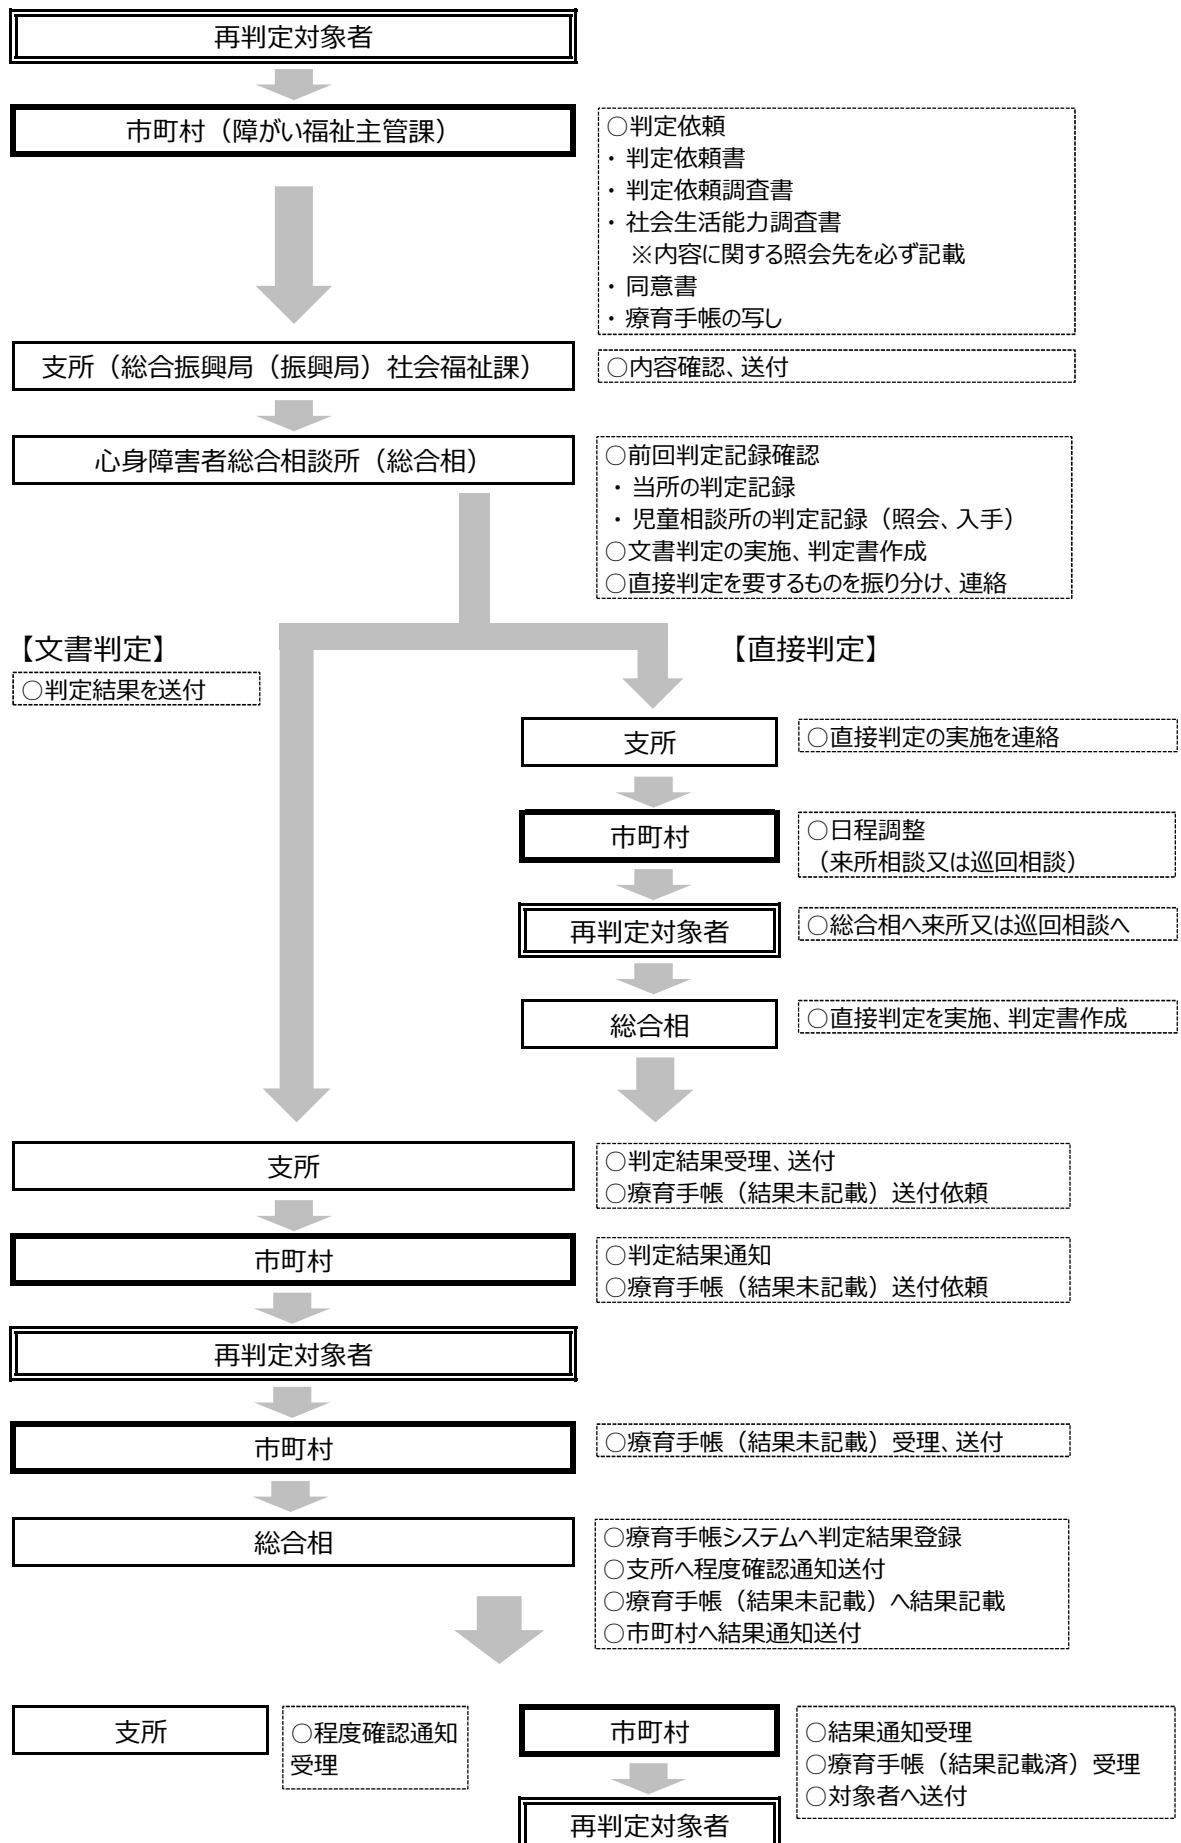 再判定対象者
市町村（障がい福祉主管課）
○判定依頼
・ 判定依頼書
・ 判定依頼調査書
・ 社会生活能力調査書
※内容に関する照会先を必ず記載
・ 同意書
・ 療育手帳の写し
支所（総合振興局（振興局）社会福祉課）
○内容確認、送付
心身障害者総合相談所（総合相）
○前回判定記録確認
・ 当所の判定記録
・ 児童相談所の判定記録（照会、入手）
○文書判定の実施、判定書作成
○直接判定を要するものを振り分け、連絡
【文書判定】
○判定結果を送付
【直接判定】
支所
○直接判定の実施を連絡
市町村
○日程調整
（来所相談又は巡回相談）
再判定対象者
○総合相へ来所又は巡回相談へ
総合相
○直接判定を実施、判定書作成
支所
○判定結果受理、送付
○療育手帳（結果未記載）送付依頼
市町村
○判定結果通知
○療育手帳（結果未記載）送付依頼
再判定対象者
市町村
○療育手帳（結果未記載）受理、送付
総合相
○療育手帳システムへ判定結果登録
○支所へ程度確認通知送付
○療育手帳（結果未記載）へ結果記載
○市町村へ結果通知送付
支所
○程度確認通知
受理
市町村
○結果通知受理
○療育手帳（結果記載済）受理
○対象者へ送付
再判定対象者